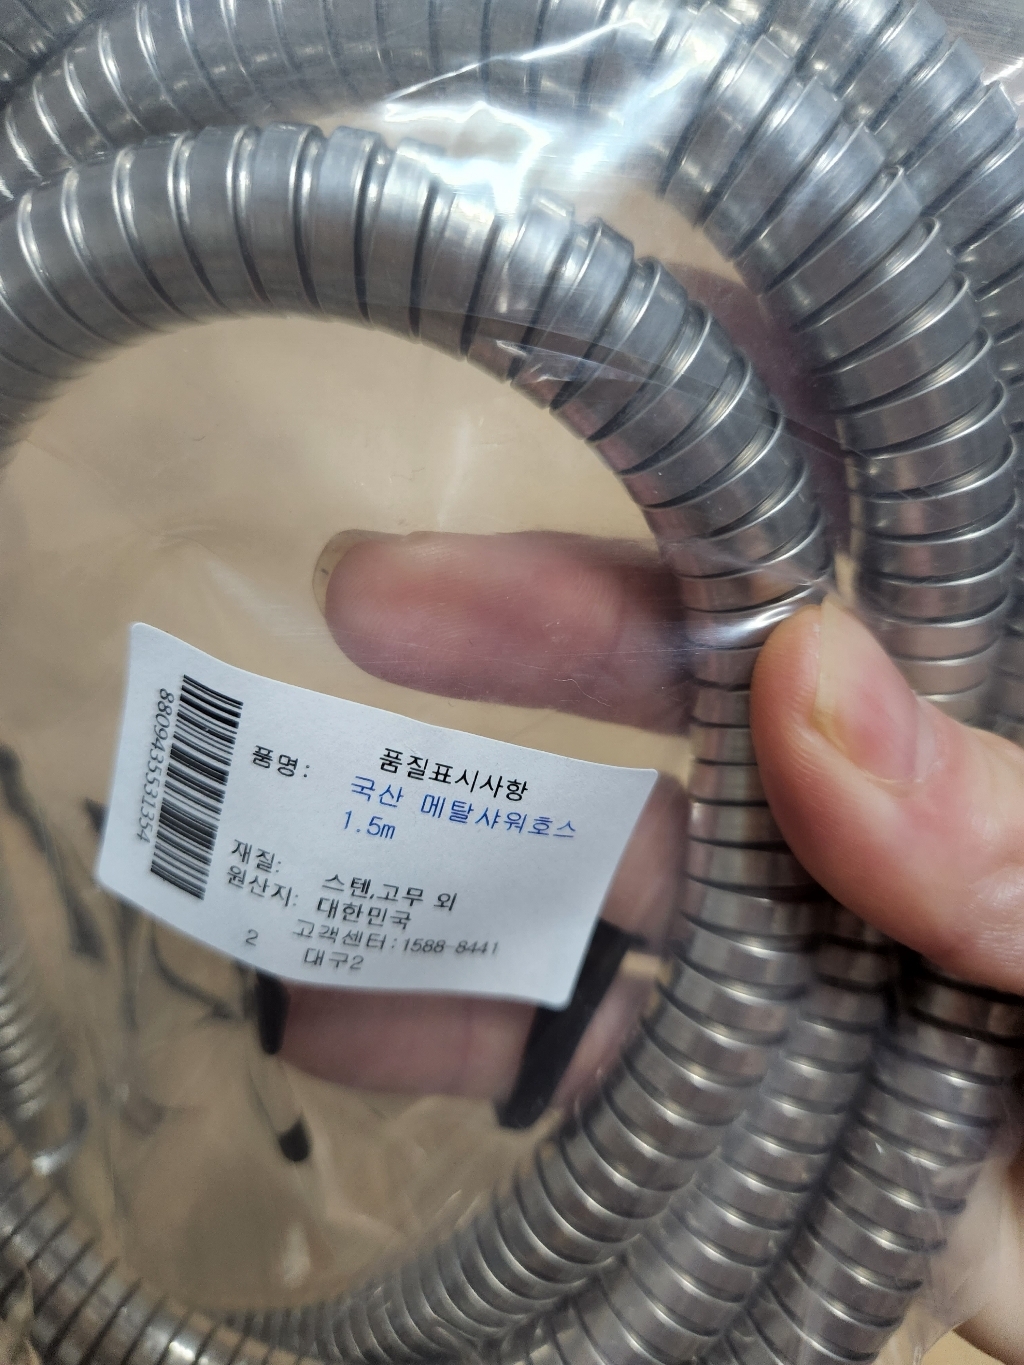 품질표시사항
품명: 국산 메탈샤워호스
1.5m
재질: 스텐,고무 외
원산지: 대한민국
고객센터:1588-8441
2 대구2
8809435531354